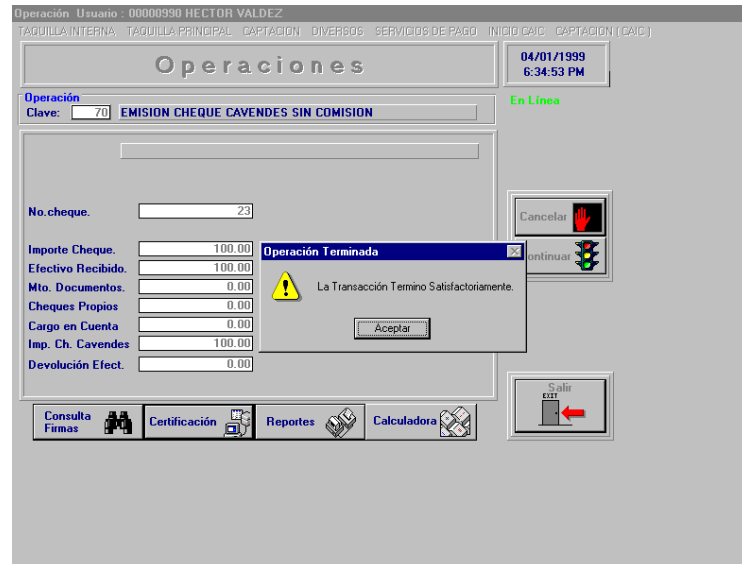 Operación Usuario : 00000990 HECTOR VALDEZ
TAQUILLA INTERNA TAQUILLA PRINCIPAL CAPTACION DIVERSOS SERVICIOS DE PAGO INICIO CAIC CAPTACION ( CAIC )
Operaciones
04/01/1999
6:34:53 PM
Operación
Clave: 70 EMISION CHEQUE CAVENDES SIN COMISION
En Línea
No.cheque. 23
Cancelar
Importe Cheque. 100.00
Efectivo Recibido. 100.00
Mto. Documentos. 0.00
Cheques Propios 0.00
Cargo en Cuenta 0.00
Imp. Ch. Cavendes 100.00
Devolución Efect. 0.00
Operación Terminada
La Transacción Termino Satisfactoriamente.
Aceptar
ontinuar
Salir
EXIT
Consulta Firmas
Certificación
Reportes
Calculadora